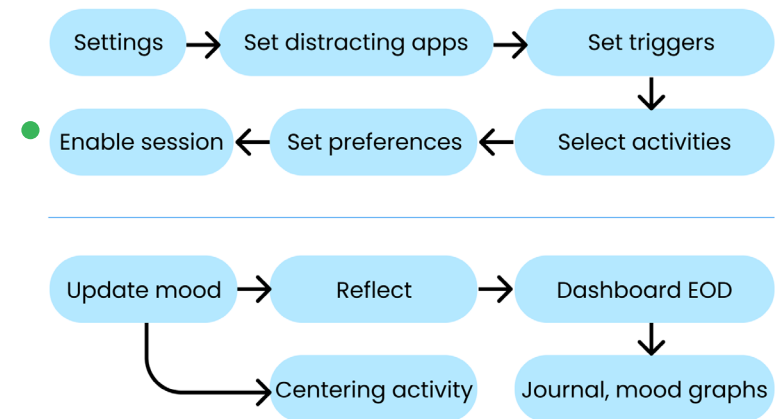 Settings
Set distracting apps
Set triggers
Enable session
Set preferences
Select activities
Update mood
Reflect
Dashboard EOD
Centering activity
Journal, mood graphs